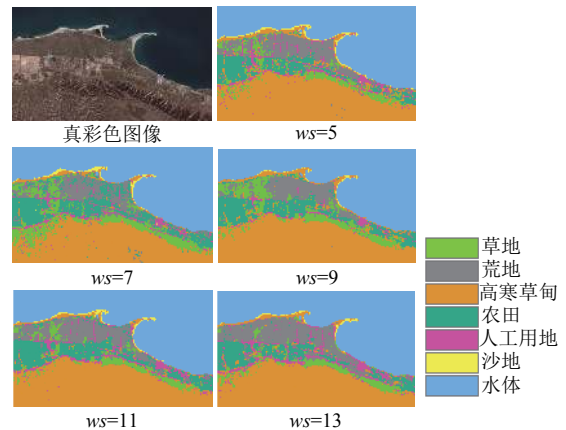 真彩色图像
ws=5
ws=7
ws=9
ws=11
ws=13
草地
荒地
高寒草甸
农田
人工用地
沙地
水体